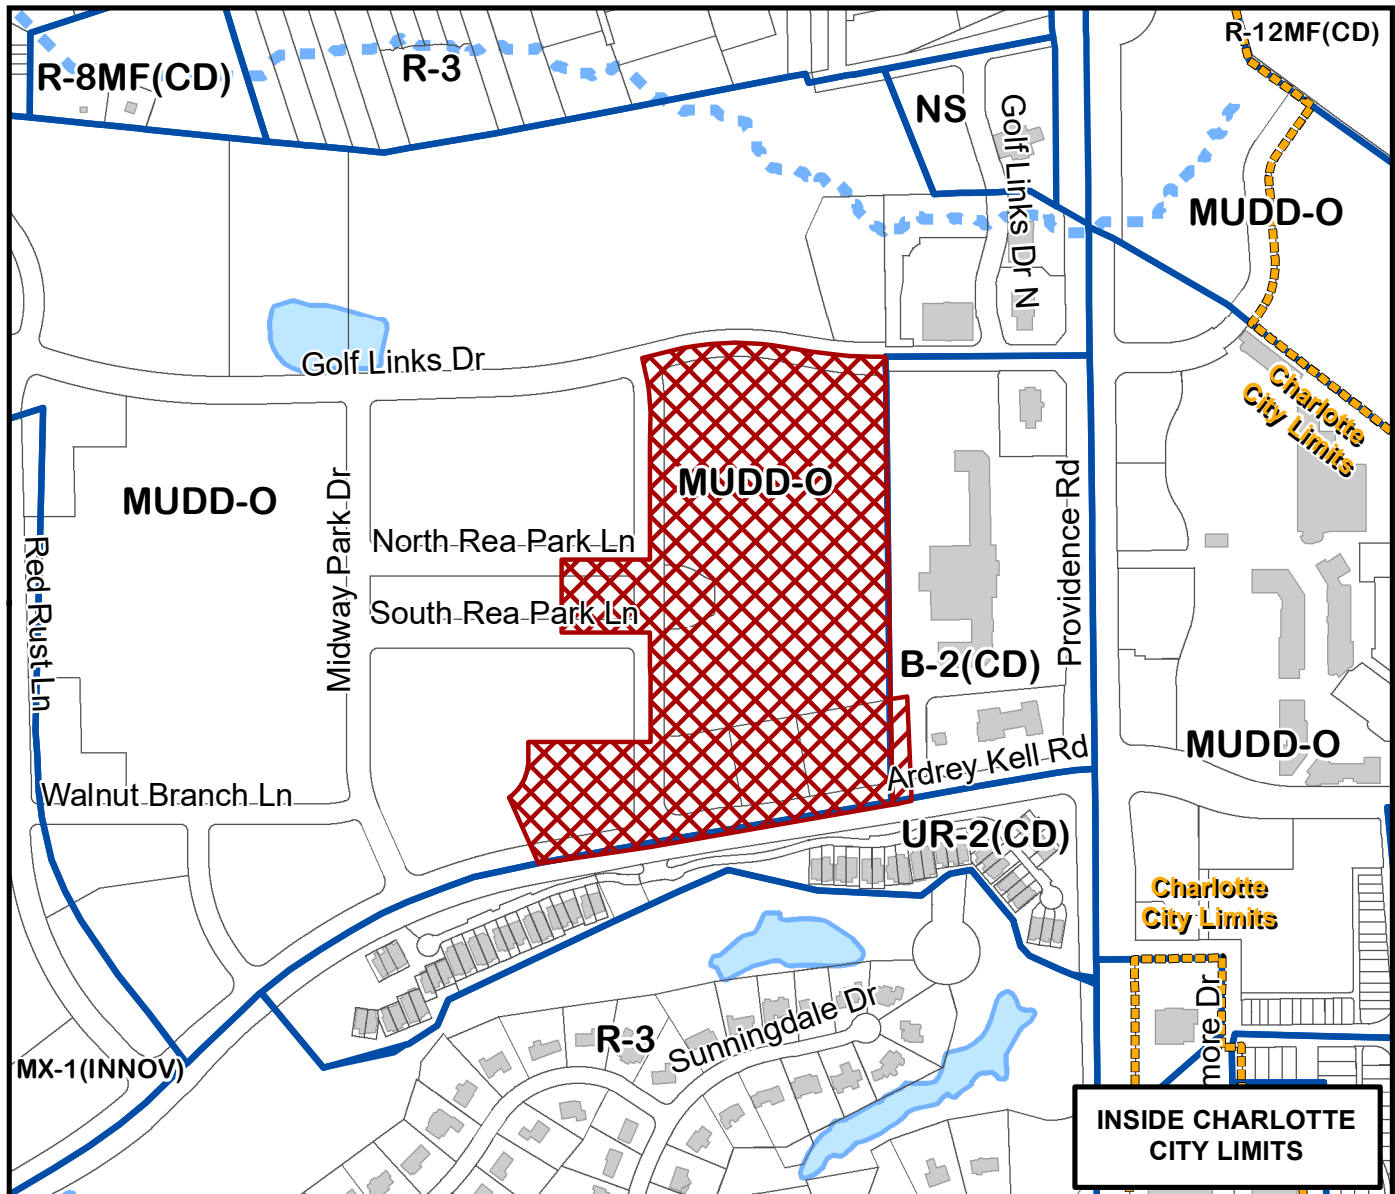 R-12MF(CD)
R-8MF(CD)
R-3
NS
Golf Links Dr N
MUDD-O
Golf Links Dr
Charlotte
City Limits
MUDD-O
MUDD-O
Midway Park Dr
Providence Rd
North Rea Park Ln
Red Rust Ln
South Rea Park Ln
B-2(CD)
MUDD-O
Ardrey Kell Rd
Walnut Branch Ln
UR-2(CD)
Charlotte
City Limits
Sunningdale Dr
R-3
more Dr
MX-1(INNOV)
INSIDE CHARLOTTE
CITY LIMITS